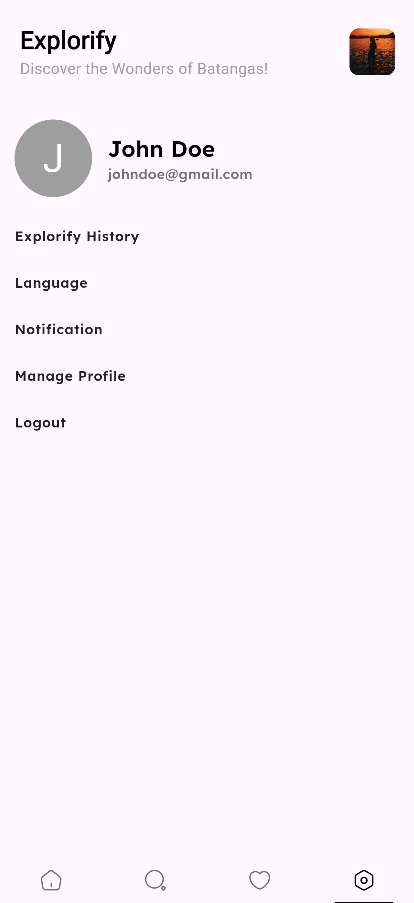 Explorify
Discover the Wonders of Batangas!
J
John Doe
johndoe@gmail.com
Explorify History
Language
Notification
Manage Profile
Logout